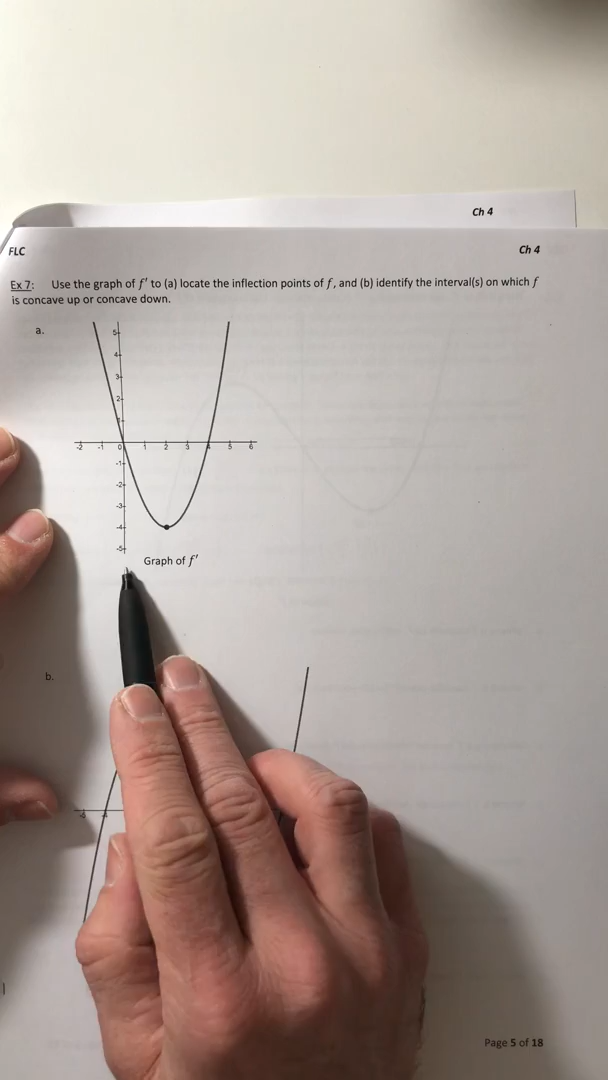 Ch 4
FLC Ch 4
Ex 7: Use the graph of f′ to (a) locate the inflection points of f, and (b) identify the interval(s) on which f
is concave up or concave down.
a.
5
4
3
2
1
-2 -1 0 1 2 3 4 5 6
-1
-2
-3
-4
-5
Graph of f′
b.
Page 5 of 18